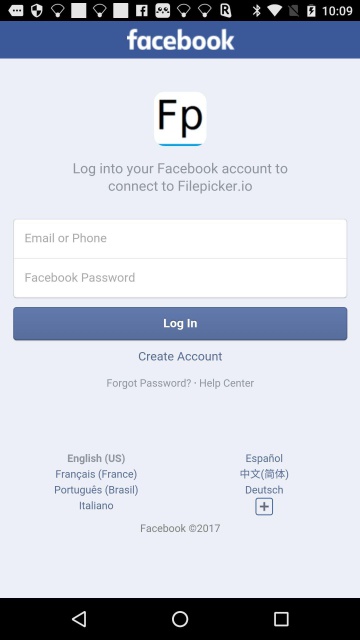 10:09
facebook
Fp
Log into your Facebook account to
connect to Filepicker.io
Email or Phone
Facebook Password
Log In
Create Account
Forgot Password? · Help Center
English (US)
Español
Français (France)
中文(简体)
Português (Brasil)
Deutsch
Italiano
Facebook ©2017